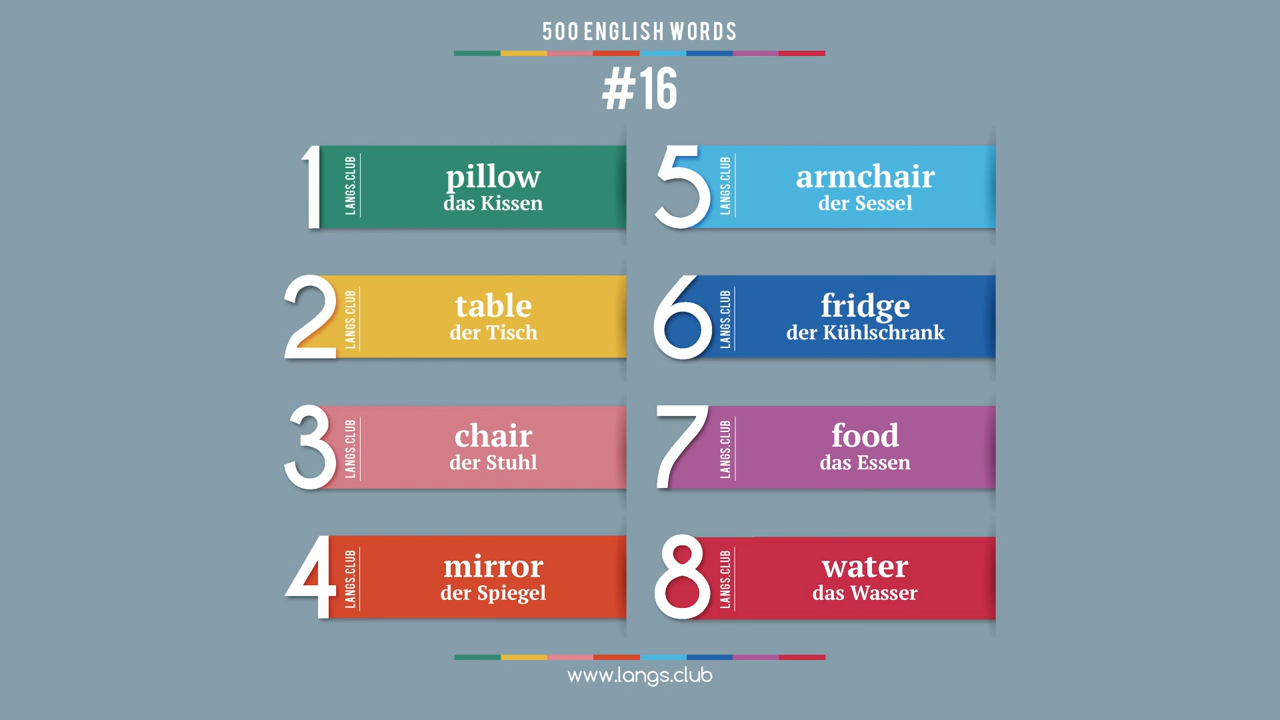 500 ENGLISH WORDS
#16
1
LANGS.CLUB
pillow
das Kissen
2
LANGS.CLUB
table
der Tisch
3
LANGS.CLUB
chair
der Stuhl
4
LANGS.CLUB
mirror
der Spiegel
5
LANGS.CLUB
armchair
der Sessel
6
LANGS.CLUB
fridge
der Kühlschrank
7
LANGS.CLUB
food
das Essen
8
LANGS.CLUB
water
das Wasser
www.langs.club